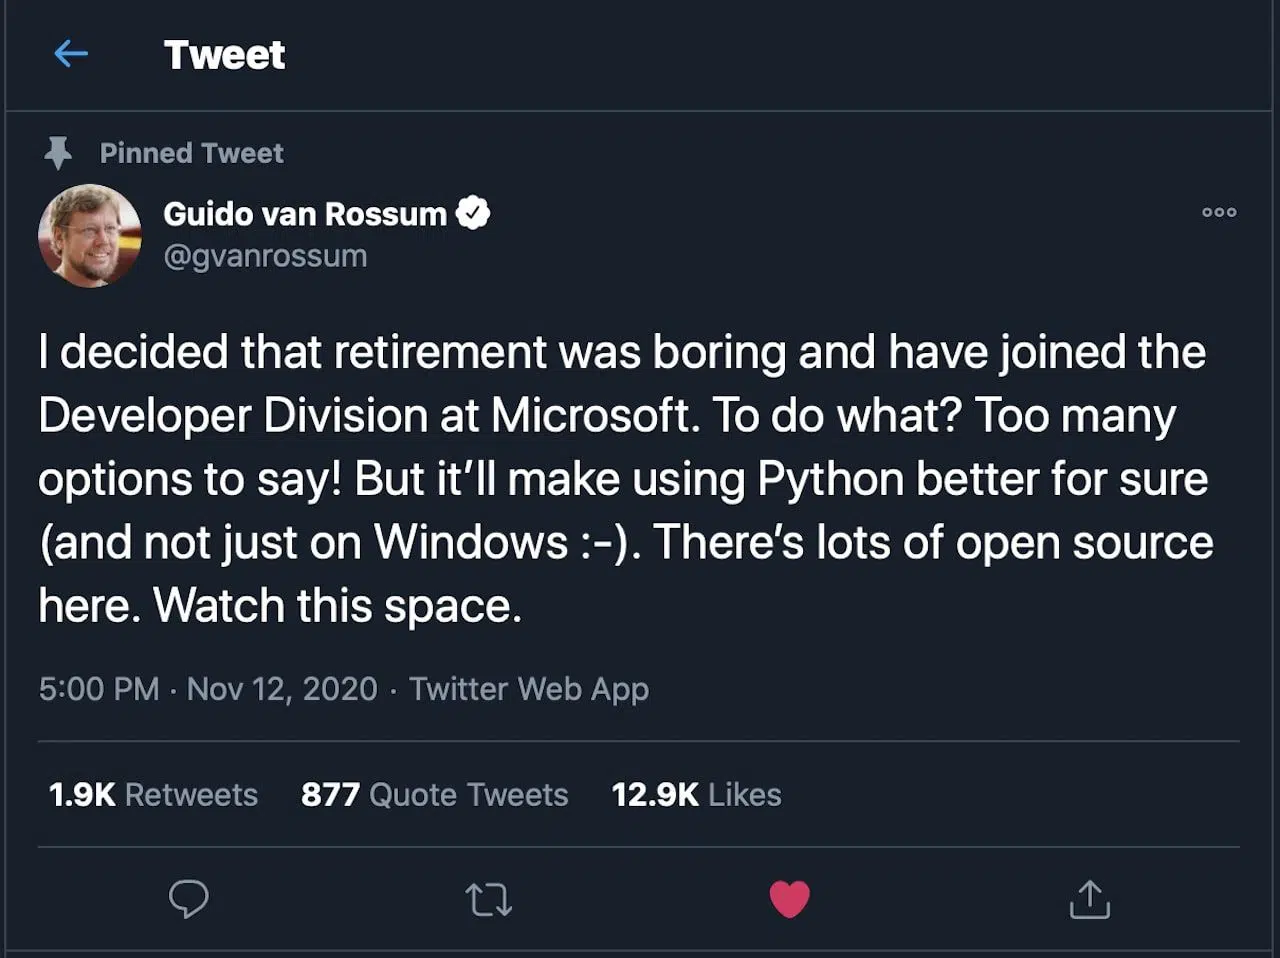 Tweet
Pinned Tweet
Guido van Rossum
@gvanrossum
I decided that retirement was boring and have joined the
Developer Division at Microsoft. To do what? Too many
options to say! But it’ll make using Python better for sure
(and not just on Windows :-). There’s lots of open source
here. Watch this space.
5:00 PM · Nov 12, 2020 · Twitter Web App
1.9K Retweets 877 Quote Tweets 12.9K Likes